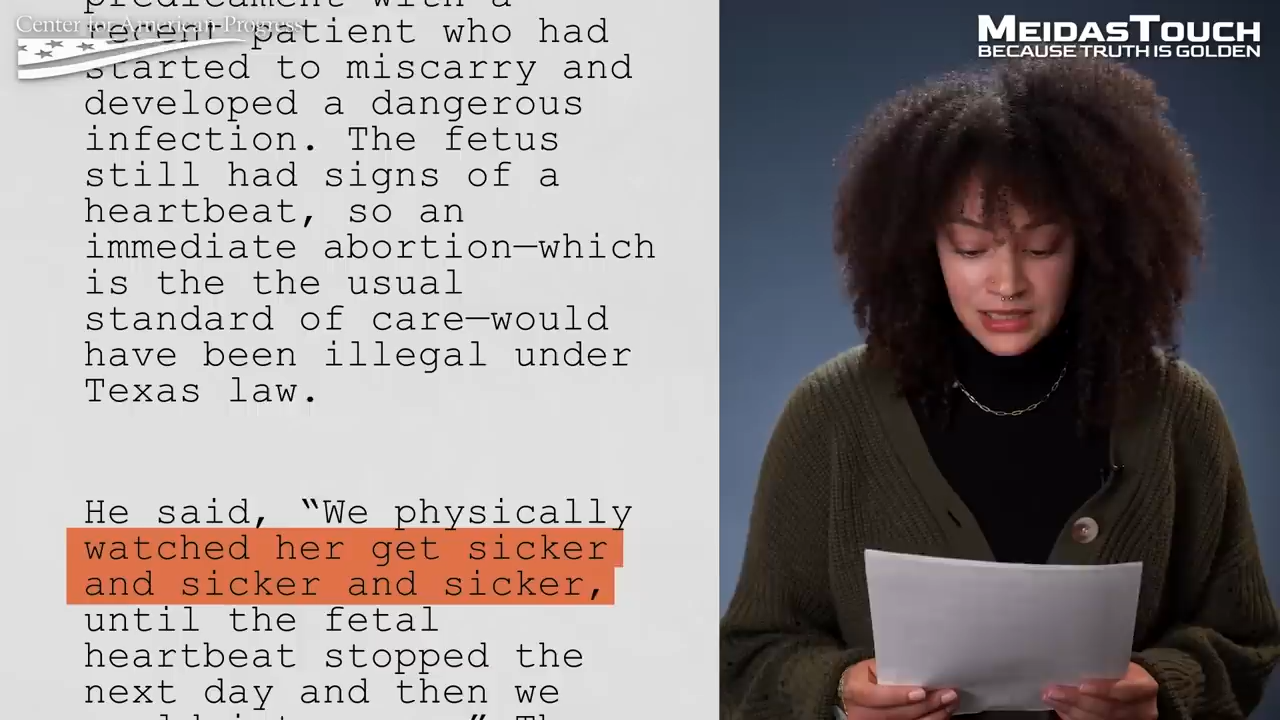 Center for American Progress
MEIDASTOUCH
BECAUSE TRUTH IS GOLDEN
predicament with a
recent patient who had
started to miscarry and
developed a dangerous
infection. The fetus
still had signs of a
heartbeat, so an
immediate abortion—which
is the the usual
standard of care—would
have been illegal under
Texas law.
He said, “We physically
watched her get sicker
and sicker and sicker,
until the fetal
heartbeat stopped the
next day and then we